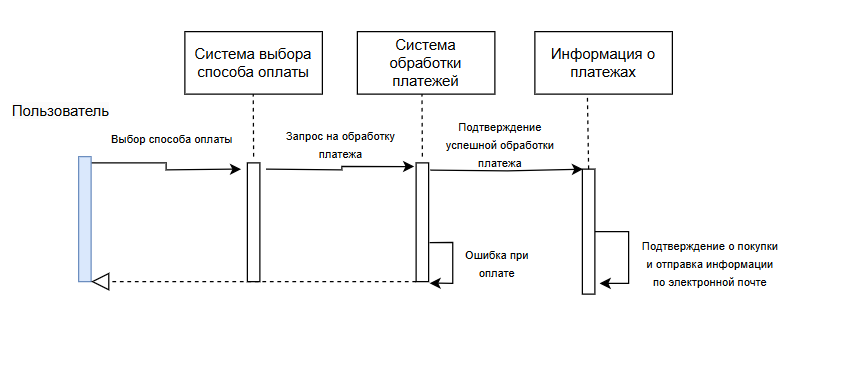 Система выбора
способа оплаты
Система
обработки
платежей
Информация о
платежах
Пользователь
Выбор способа оплаты
Запрос на обработку
платежа
Подтверждение
успешной обработки
платежа
Ошибка при
оплате
Подтверждение о покупки
и отправка информации
по электронной почте